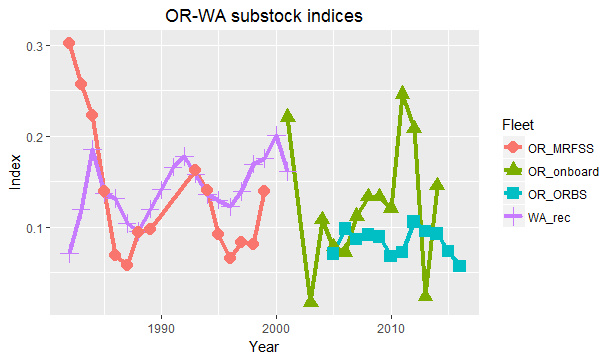 OR-WA substock indices
0.3
0.2
0.1
Index
1990
2000
2010
Year
Fleet
OR_MRFSS
OR_onboard
OR_ORBS
WA_rec